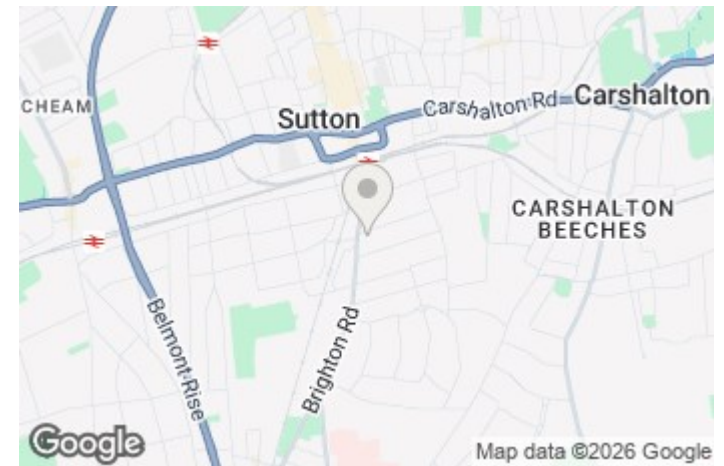 CHEAM
Sutton
Carshalton Rd
Carshalton
CARSHALTON
BEECHES
Belmont Rise
Brighton Rd
Google
Map data ©2026 Google